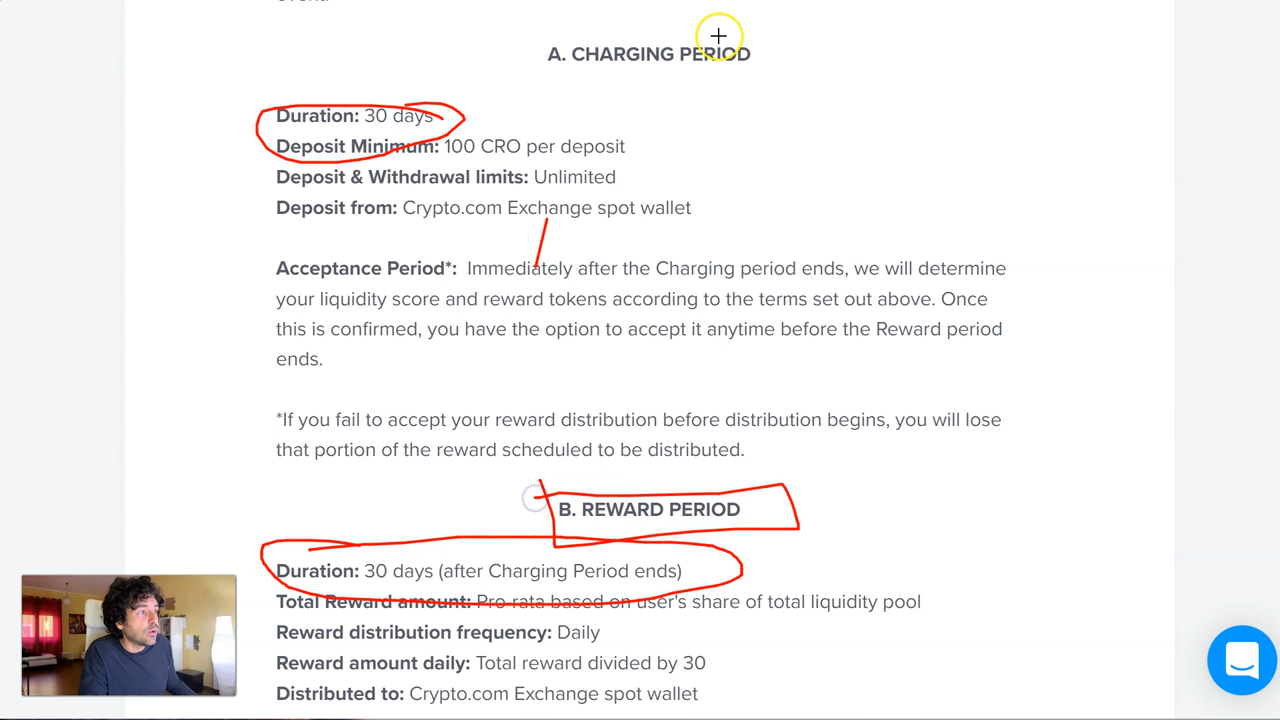 A. CHARGING PERIOD
Duration: 30 days
Deposit Minimum: 100 CRO per deposit
Deposit & Withdrawal limits: Unlimited
Deposit from: Crypto.com Exchange spot wallet
Acceptance Period*: Immediately after the Charging period ends, we will determine
your liquidity score and reward tokens according to the terms set out above. Once
this is confirmed, you have the option to accept it anytime before the Reward period
ends.
*If you fail to accept your reward distribution before distribution begins, you will lose
that portion of the reward scheduled to be distributed.
B. REWARD PERIOD
Duration: 30 days (after Charging Period ends)
Total Reward amount: Pro-rata based on user's share of total liquidity pool
Reward distribution frequency: Daily
Reward amount daily: Total reward divided by 30
Distributed to: Crypto.com Exchange spot wallet